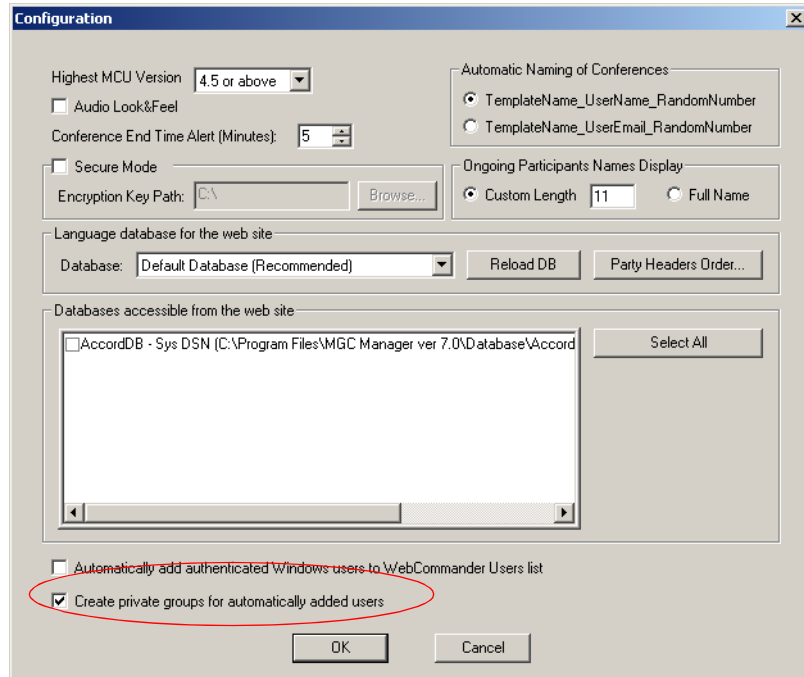 Configuration
Highest MCU Version 4.5 or above
Audio Look&Feel
Conference End Time Alert (Minutes): 5
Automatic Naming of Conferences
TemplateName_UserName_RandomNumber
TemplateName_UserEmail_RandomNumber
Secure Mode
Encryption Key Path: C:\ Browse...
Ongoing Participants Names Display
Custom Length 11 Full Name
Language database for the web site
Database: Default Database (Recommended) Reload DB Party Headers Order...
Databases accessible from the web site
AccordDB - Sys DSN (C:\Program Files\MGC Manager ver 7.0\Database\Accord
Select All
Automatically add authenticated Windows users to WebCommander Users list
Create private groups for automatically added users
OK Cancel